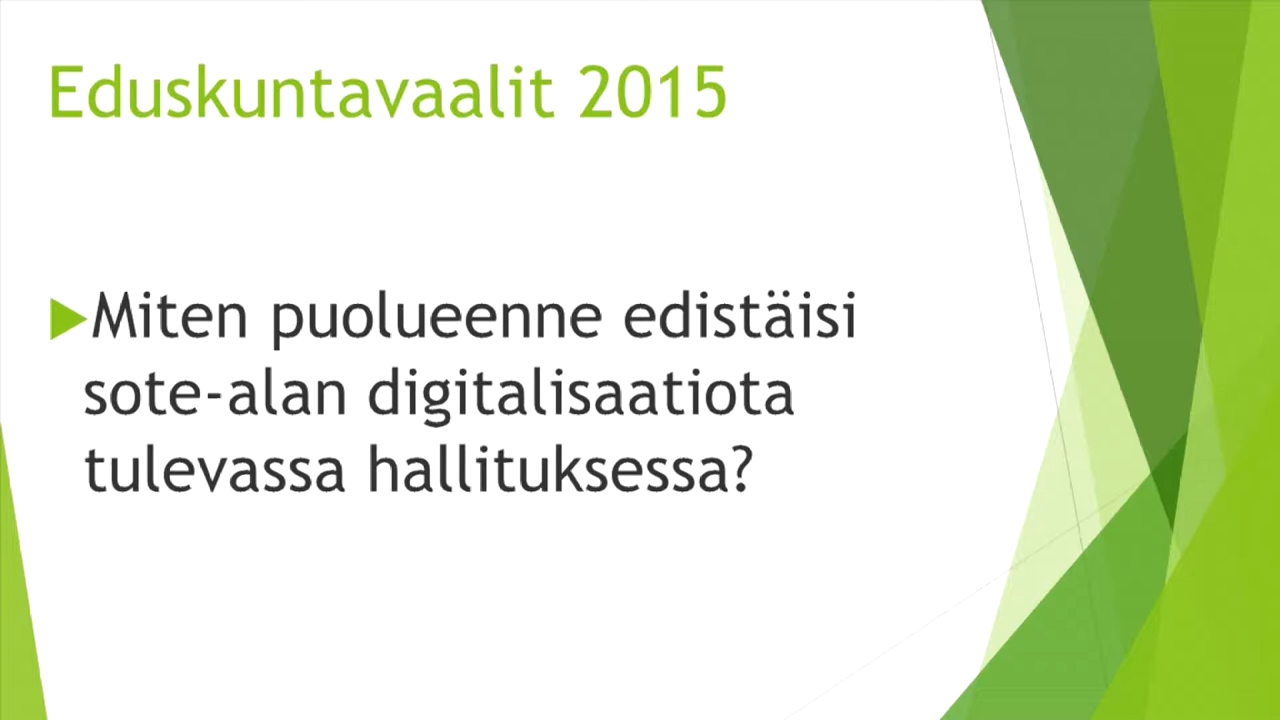 Eduskuntavaalit 2015
Miten puolueenne edistäisi
sote-alan digitalisaatiota
tulevassa hallituksessa?